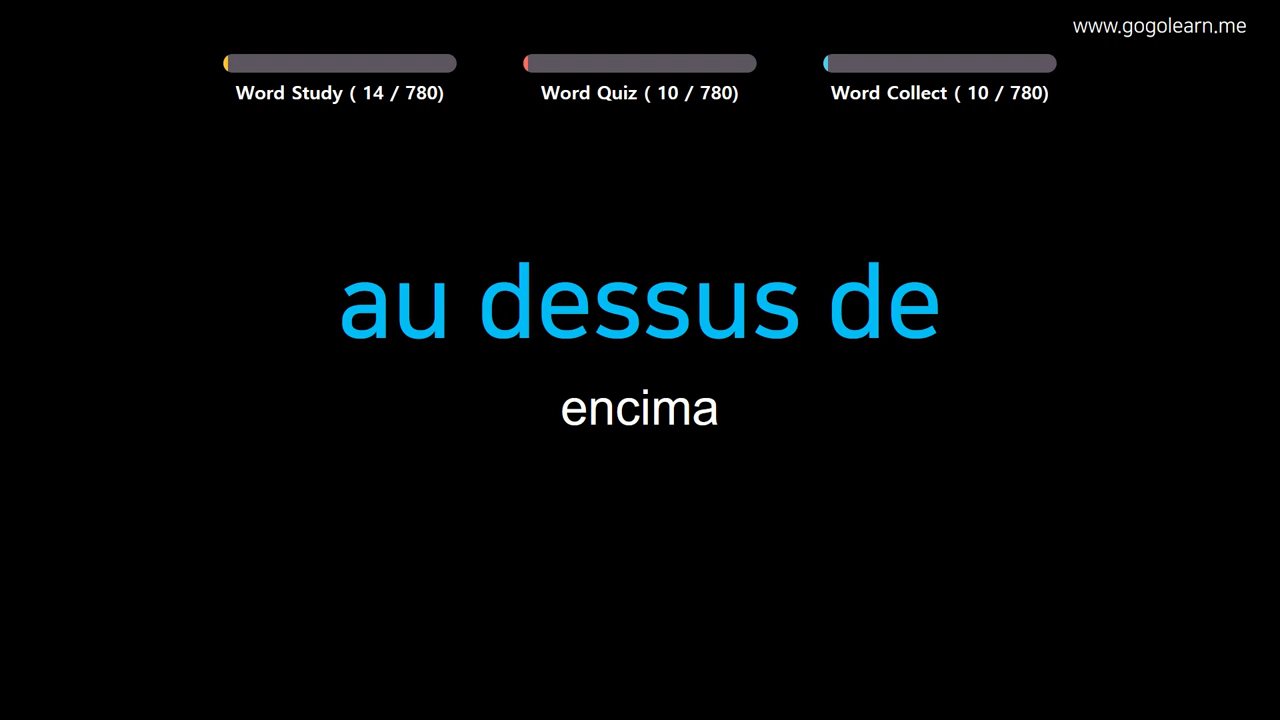 www.gogolearn.me
Word Study ( 14 / 780)
Word Quiz ( 10 / 780)
Word Collect ( 10 / 780)
au dessus de
encima